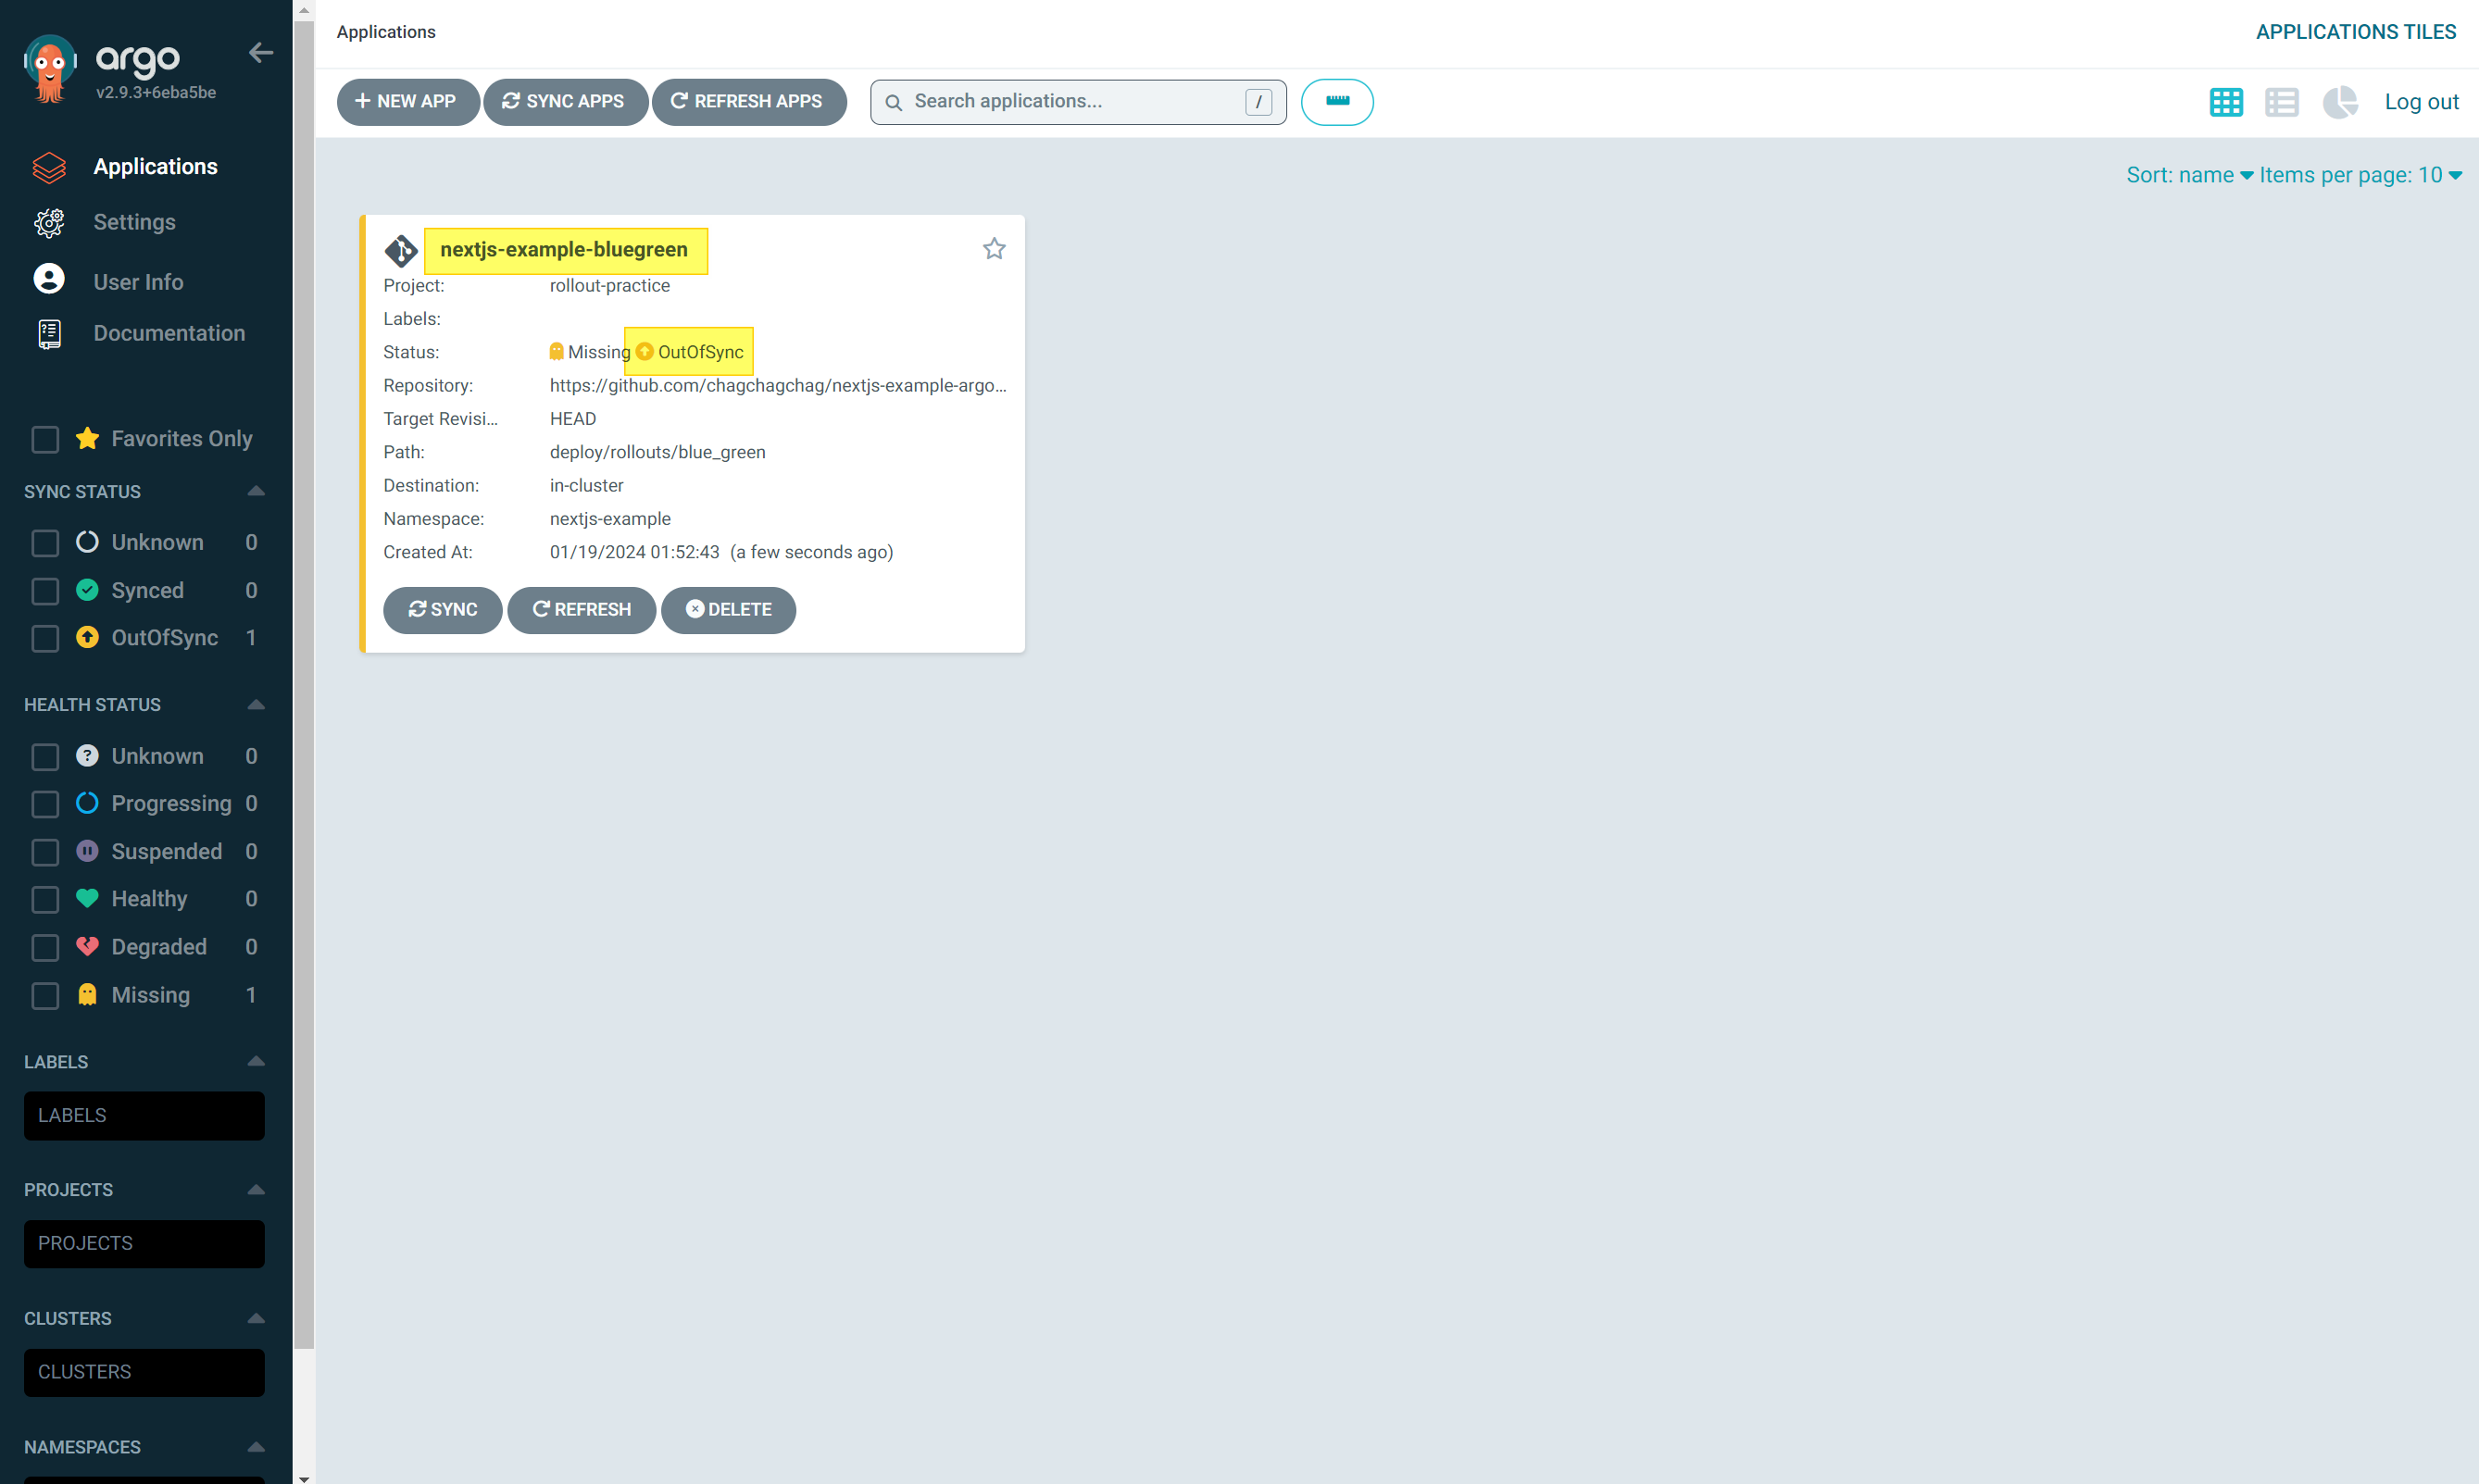 argo
v2.9.3+6eba5be
Applications
Settings
User Info
Documentation
Favorites Only
SYNC STATUS
Unknown 0
Synced 0
OutOfSync 1
HEALTH STATUS
Unknown 0
Progressing 0
Suspended 0
Healthy 0
Degraded 0
Missing 1
LABELS
LABELS
PROJECTS
PROJECTS
CLUSTERS
CLUSTERS
NAMESPACES
Applications
APPLICATIONS TILES
+ NEW APP SYNC APPS REFRESH APPS Search applications... / Log out
Sort: name Items per page: 10
nextjs-example-bluegreen
Project: rollout-practice
Labels:
Status: Missing OutOfSync
Repository: https://github.com/chagchagchag/nextjs-example-argo...
Target Revisi... HEAD
Path: deploy/rollouts/blue_green
Destination: in-cluster
Namespace: nextjs-example
Created At: 01/19/2024 01:52:43 (a few seconds ago)
SYNC REFRESH DELETE